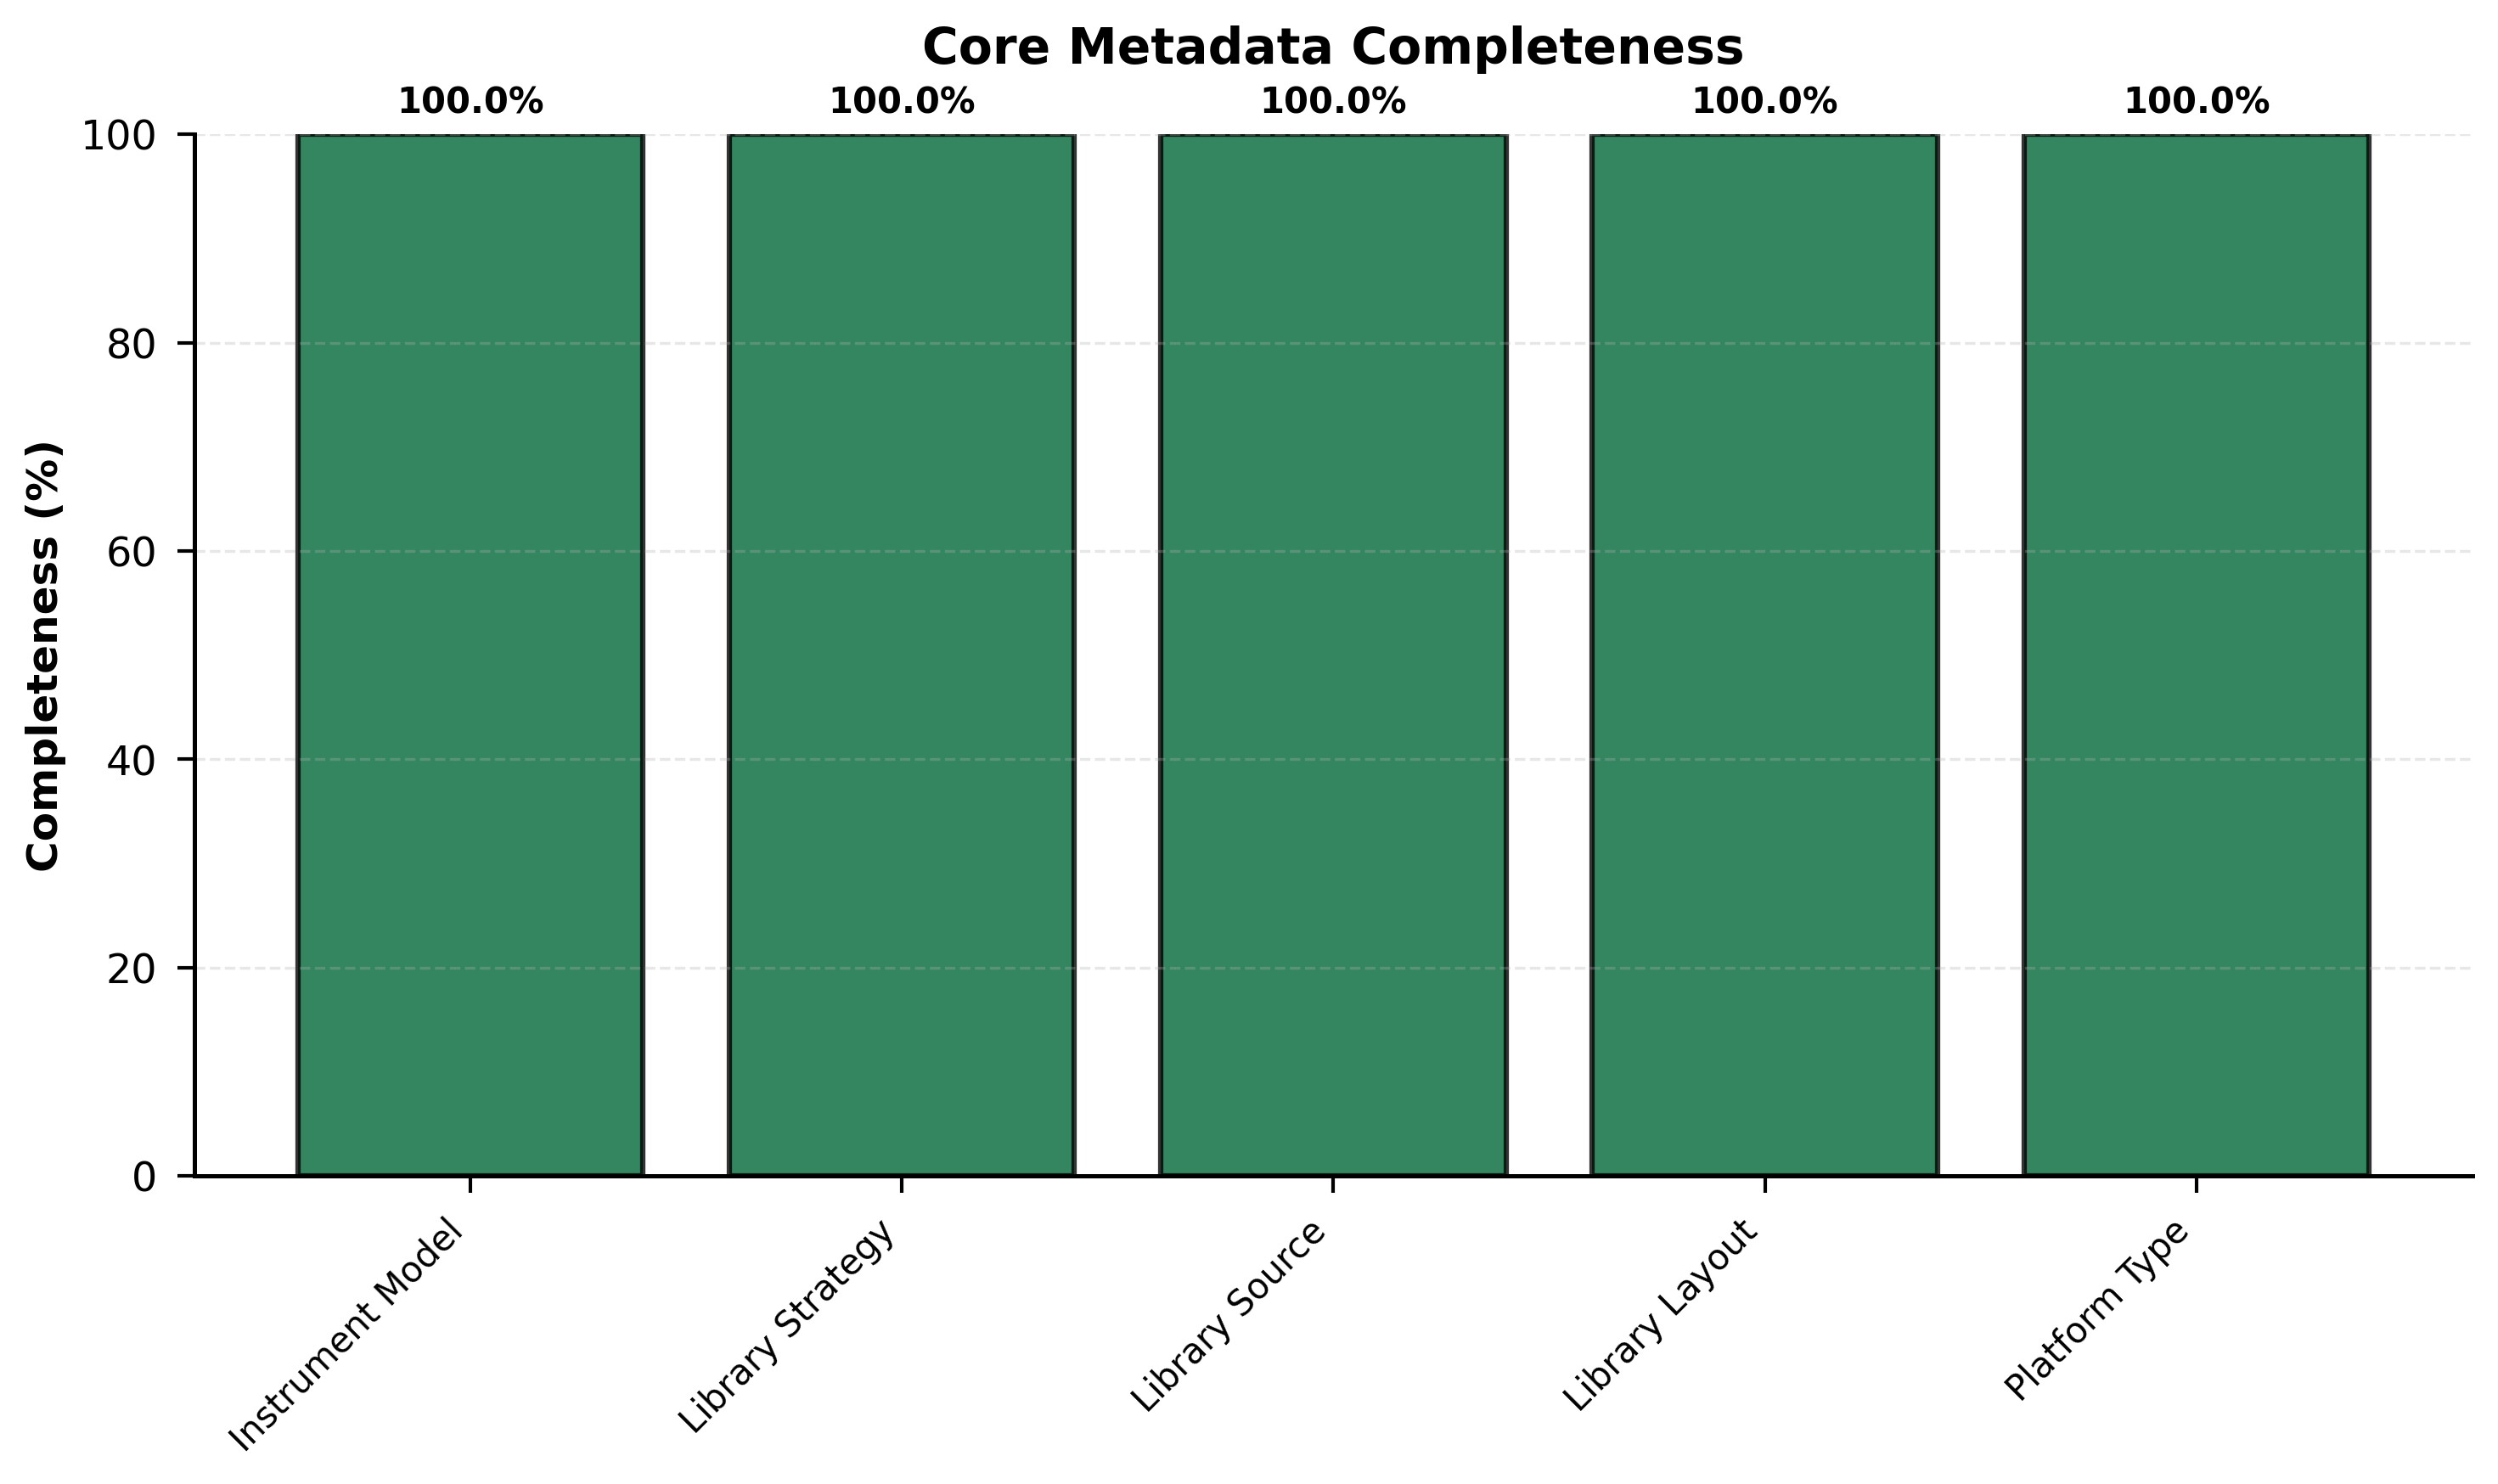 Core Metadata Completeness
100.0% 100.0% 100.0% 100.0% 100.0%
Completeness (%)
100
80
60
40
20
0
Instrument Model
Library Strategy
Library Source
Library Layout
Platform Type